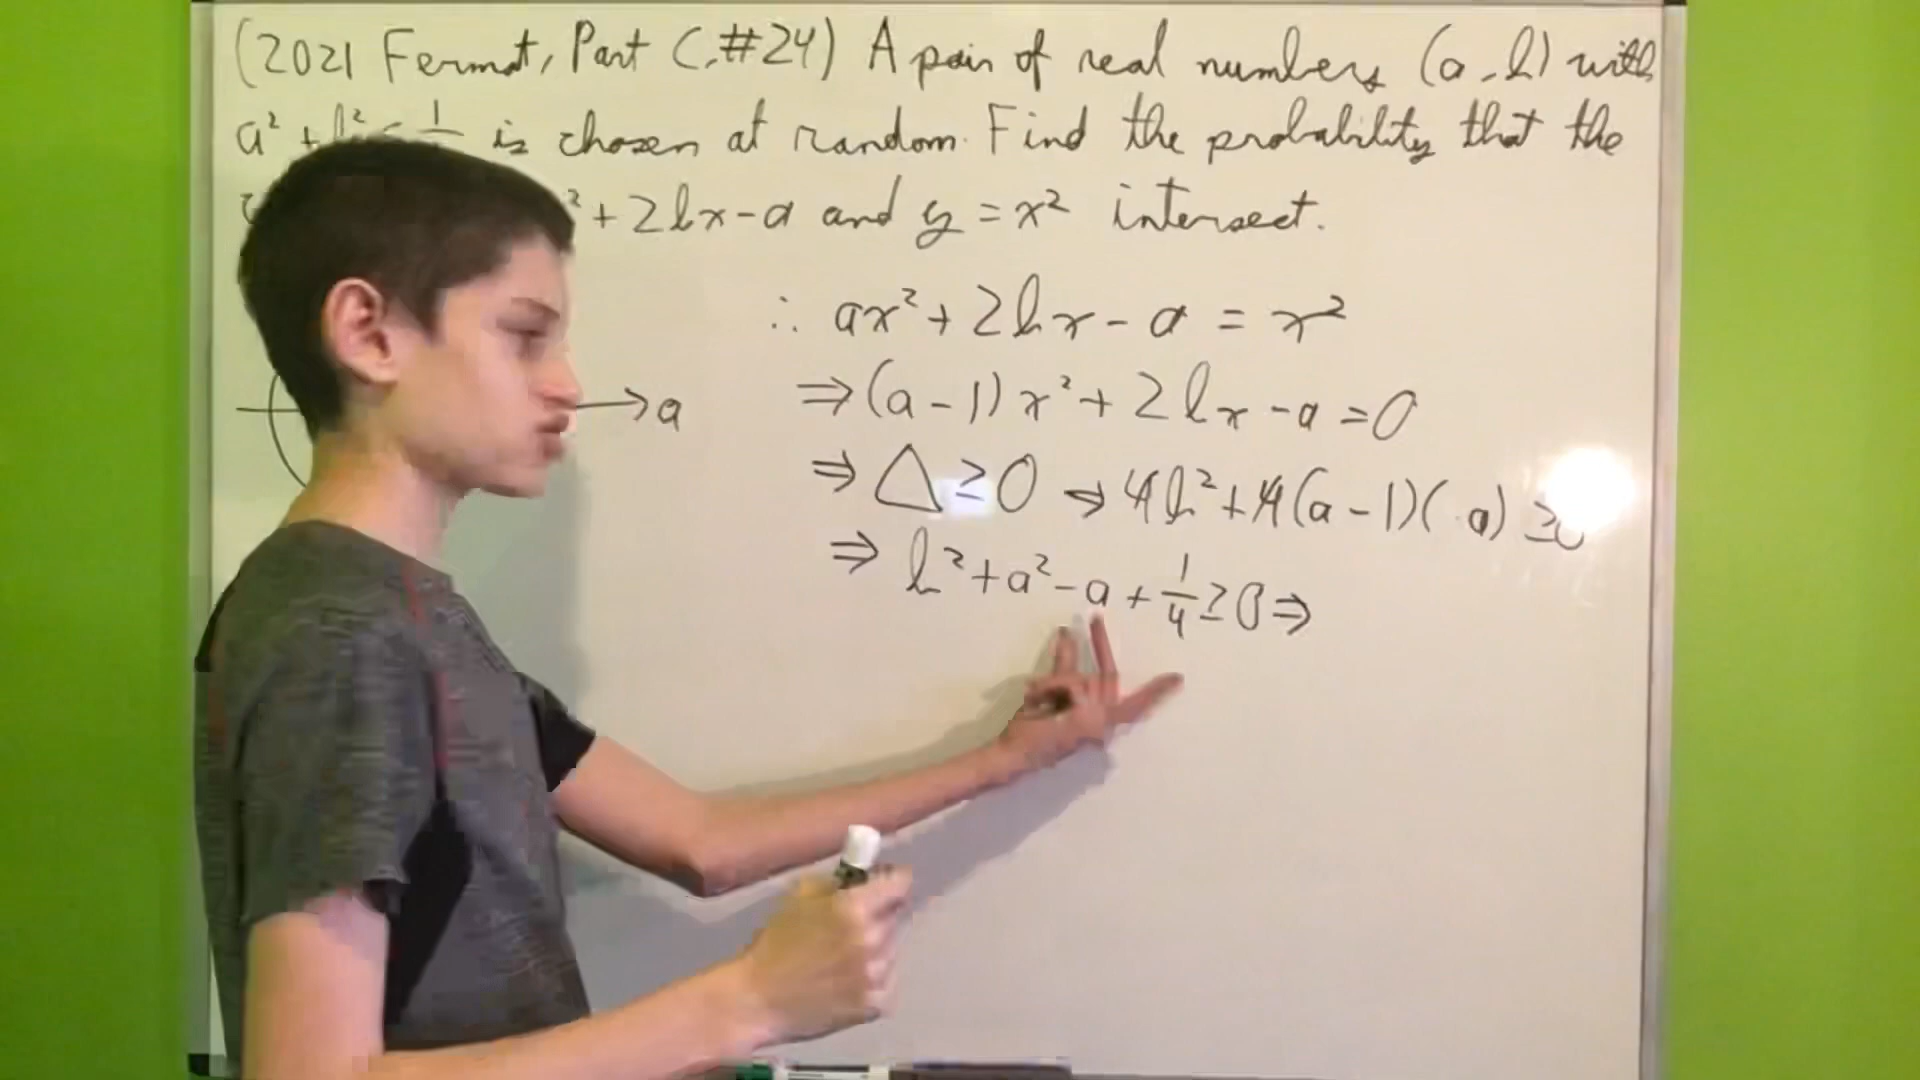 (2021 Fermat, Part C, #24) A pair of real numbers (a, b) with
a² + b² ≤ 1 is chosen at random. Find the probability that the
² + 2bx - a and y = x² intersect.
∴ ax² + 2bx - a = x²
⇒ (a - 1) x² + 2bx - a = 0
a
⇒ △ ≥ 0 ⇒ 4b² + 4(a - 1)( a) ≥ 0
⇒ b² + a² - a + 1/4 ≥ 0 ⇒